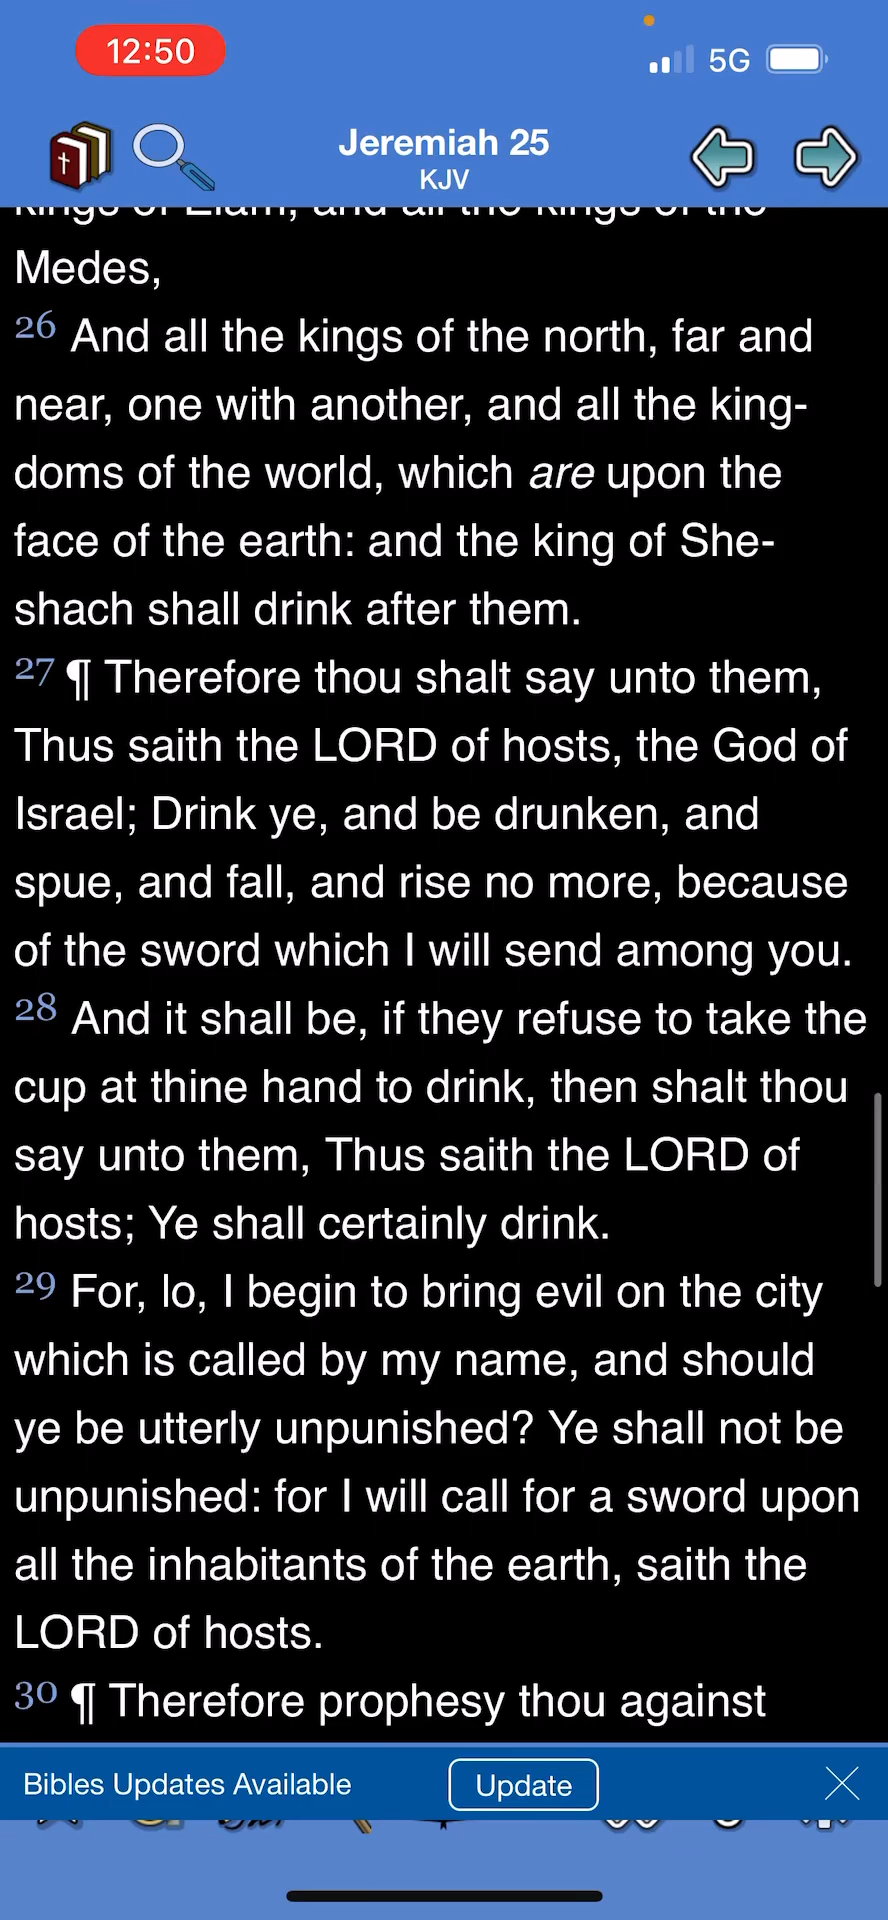 12:50
5G
Jeremiah 25
KJV
kings of Elam, and all the kings of the
Medes,
26 And all the kings of the north, far and
near, one with another, and all the king-
doms of the world, which are upon the
face of the earth: and the king of She-
shach shall drink after them.
27 ¶ Therefore thou shalt say unto them,
Thus saith the LORD of hosts, the God of
Israel; Drink ye, and be drunken, and
spue, and fall, and rise no more, because
of the sword which I will send among you.
28 And it shall be, if they refuse to take the
cup at thine hand to drink, then shalt thou
say unto them, Thus saith the LORD of
hosts; Ye shall certainly drink.
29 For, lo, I begin to bring evil on the city
which is called by my name, and should
ye be utterly unpunished? Ye shall not be
unpunished: for I will call for a sword upon
all the inhabitants of the earth, saith the
LORD of hosts.
30 ¶ Therefore prophesy thou against
Bibles Updates Available
Update